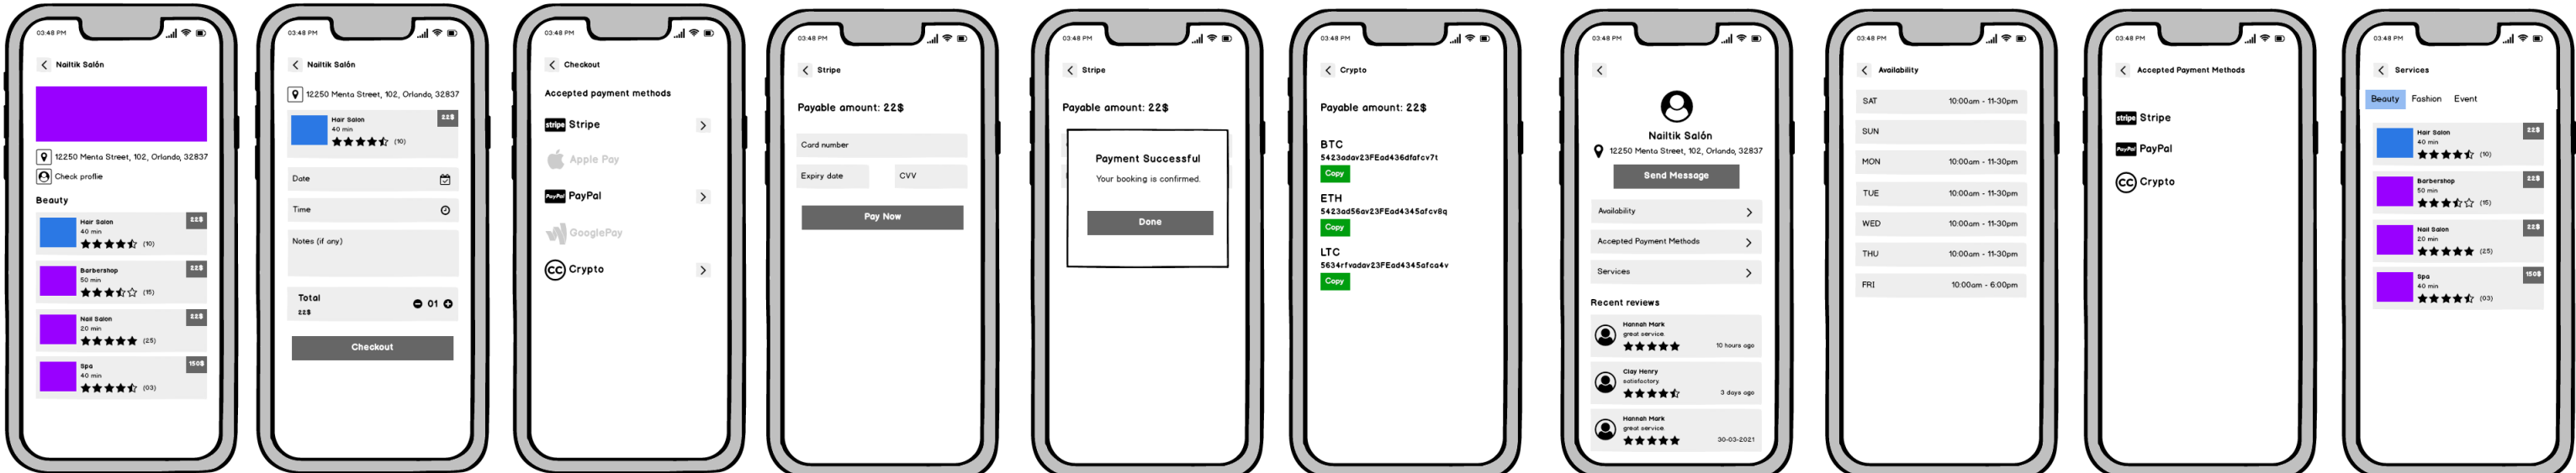 03:48 PM
Nailtik Salón
12250 Menta Street, 102, Orlando, 32837
Check proflie
Beauty
Hair Salon
22$
40 min
(10)
Barbershop
22$
50 min
(15)
Nail Salon
22$
20 min
(25)
Spa
150$
40 min
(03)
03:48 PM
Nailtik Salón
12250 Menta Street, 102, Orlando, 32837
Hair Salon
22$
40 min
(10)
Date
Time
Notes (if any)
Total
22$
01
Checkout
03:48 PM
Checkout
Accepted payment methods
stripe Stripe
Apple Pay
PayPal PayPal
GooglePay
CC Crypto
03:48 PM
Stripe
Payable amount: 22$
Card number
Expiry date
CVV
Pay Now
03:48 PM
Stripe
Payable amount: 22$
Payment Successful
Your booking is confirmed.
Done
03:48 PM
Crypto
Payable amount: 22$
BTC
5423adav23FEad436dfafcv7t
Copy
ETH
5423ad56av23FEad4345afcv8q
Copy
LTC
5634rfvadav23FEad4345afca4v
Copy
03:48 PM
Nailtik Salón
12250 Menta Street, 102, Orlando, 32837
Send Message
Availability
Accepted Payment Methods
Services
Recent reviews
Hannah Mark
great service.
10 hours ago
Clay Henry
satisfactory.
3 days ago
Hannah Mark
great service.
30-03-2021
03:48 PM
Availability
SAT 10:00am - 11-30pm
SUN
MON 10:00am - 11-30pm
TUE 10:00am - 11-30pm
WED 10:00am - 11-30pm
THU 10:00am - 11-30pm
FRI 10:00am - 6:00pm
03:48 PM
Accepted Payment Methods
stripe Stripe
PayPal PayPal
CC Crypto
03:48 PM
Services
Beauty Fashion Event
Hair Salon
22$
40 min
(10)
Barbershop
22$
50 min
(15)
Nail Salon
22$
20 min
(25)
Spa
150$
40 min
(03)